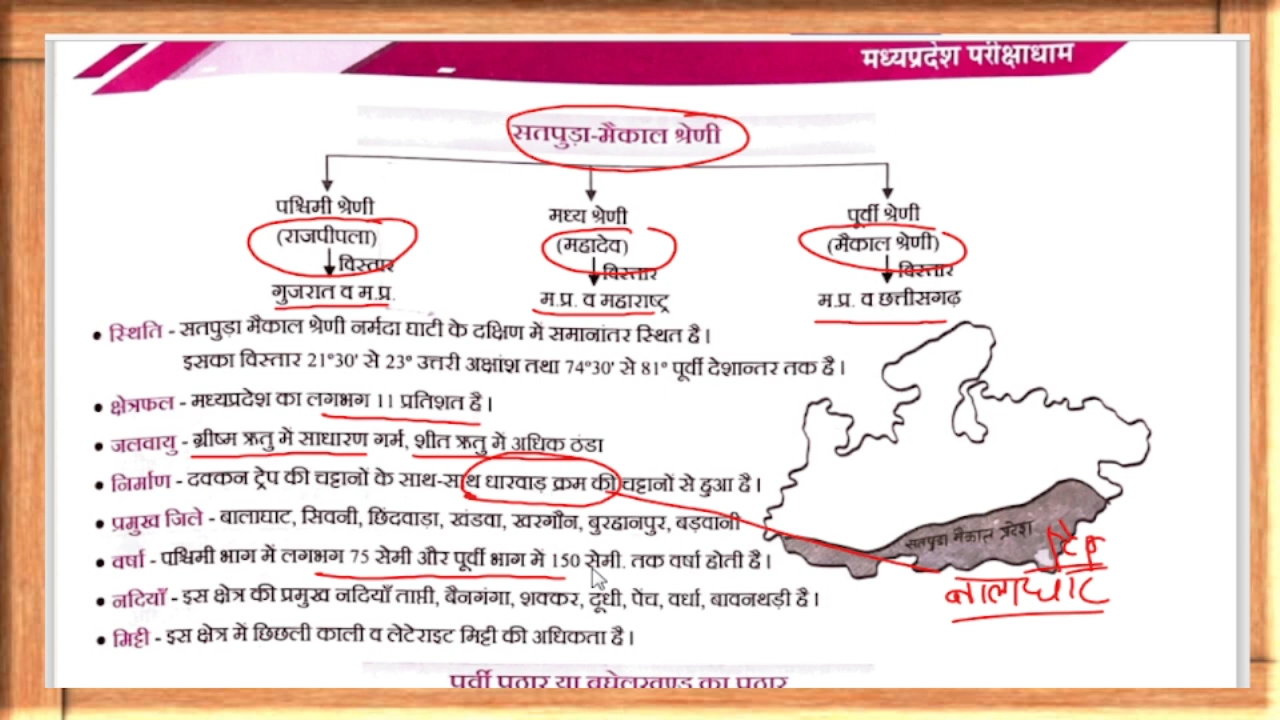 मध्यप्रदेश परीक्षाधाम
सतपुड़ा-मैकाल श्रेणी
पश्चिमी श्रेणी मध्य श्रेणी पूर्वी श्रेणी
(राजपीपला) (महादेव) (मैकाल श्रेणी)
विस्तार विस्तार विस्तार
गुजरात व म.प्र. म.प्र. व महाराष्ट्र म.प्र. व छत्तीसगढ़
• स्थिति - सतपुड़ा मैकाल श्रेणी नर्मदा घाटी के दक्षिण में समानांतर स्थित है।
इसका विस्तार 21°30' से 23° उत्तरी अक्षांश तथा 74°30' से 81° पूर्वी देशान्तर तक है।
• क्षेत्रफल - मध्यप्रदेश का लगभग 11 प्रतिशत है।
• जलवायु - ग्रीष्म ऋतु में साधारण गर्म, शीत ऋतु में अधिक ठंडा
• निर्माण - दक्कन ट्रेप की चट्टानों के साथ-साथ धारवाड़ क्रम की चट्टानों से हुआ है।
• प्रमुख जिले - बालाघाट, सिवनी, छिंदवाड़ा, खंडवा, खरगौन, बुरहानपुर, बड़वानी
सतपुड़ा मैकाल प्रदेश
• वर्षा - पश्चिमी भाग में लगभग 75 सेमी और पूर्वी भाग में 150 सेमी. तक वर्षा होती है।
बालाघाट
• नदियाँ - इस क्षेत्र की प्रमुख नदियाँ ताप्ती, बैनगंगा, शक्कर, दूधी, पेंच, वर्धा, बावनथड़ी है।
• मिट्टी - इस क्षेत्र में छिछली काली व लेटेराइट मिट्टी की अधिकता है।
पूर्वी पठार या बघेलखण्ड का पठार